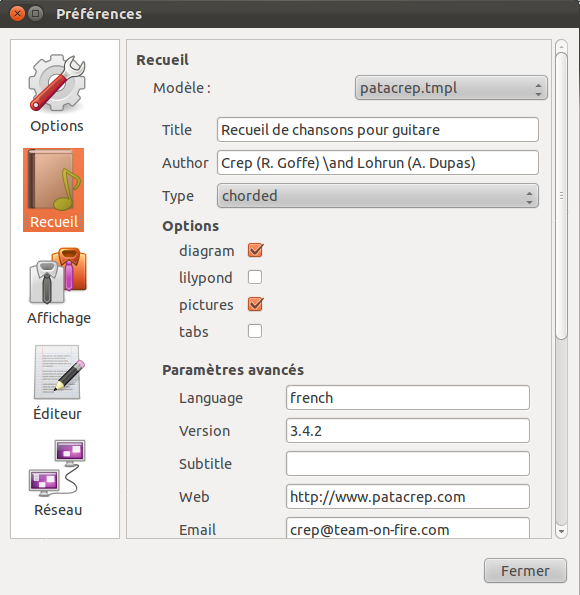 Préférences
Options
Recueil
Affichage
Éditeur
Réseau
Recueil
Modèle : patacrep.tmpl
Title Recueil de chansons pour guitare
Author Crep (R. Goffe) \and Lohrun (A. Dupas)
Type chorded
Options
diagram
lilypond
pictures
tabs
Paramètres avancés
Language french
Version 3.4.2
Subtitle
Web http://www.patacrep.com
Email crep@team-on-fire.com
Fermer